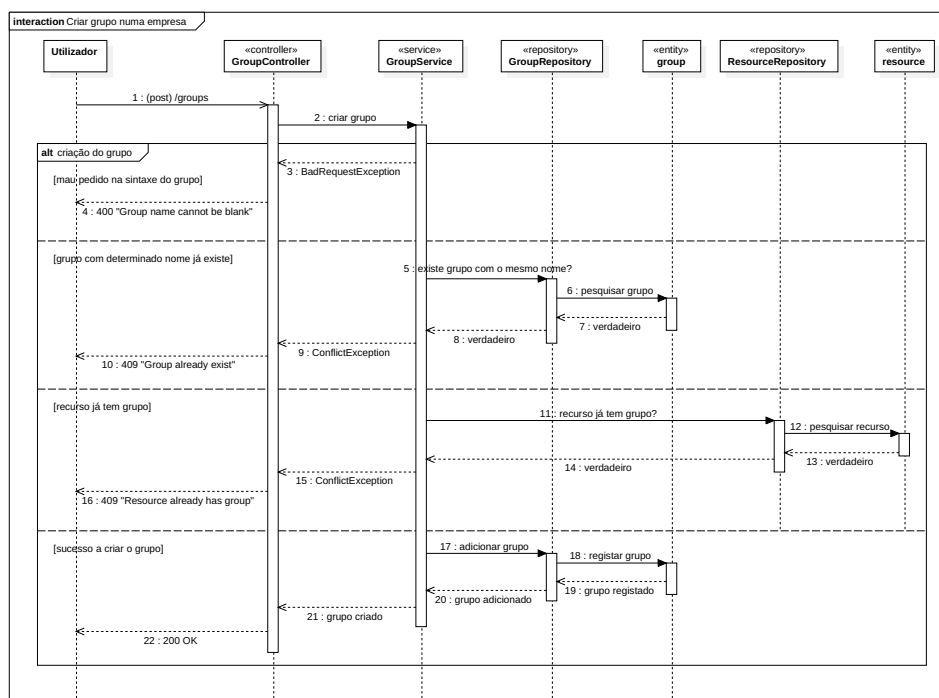 interaction Criar grupo numa empresa
Utilizador
«controller»
GroupController
«service»
GroupService
«repository»
GroupRepository
«entity»
group
«repository»
ResourceRepository
«entity»
resource
1 : (post) /groups
2 : criar grupo
alt criação do grupo
3 : BadRequestException
[mau pedido na sintaxe do grupo]
4 : 400 "Group name cannot be blank"
[grupo com determinado nome já existe]
5 : existe grupo com o mesmo nome?
6 : pesquisar grupo
7 : verdadeiro
8 : verdadeiro
9 : ConflictException
10 : 409 "Group already exist"
[recurso já tem grupo]
11 : recurso já tem grupo?
12 : pesquisar recurso
13 : verdadeiro
14 : verdadeiro
15 : ConflictException
16 : 409 "Resource already has group"
[sucesso a criar o grupo]
17 : adicionar grupo
18 : registar grupo
19 : grupo registado
20 : grupo adicionado
21 : grupo criado
22 : 200 OK